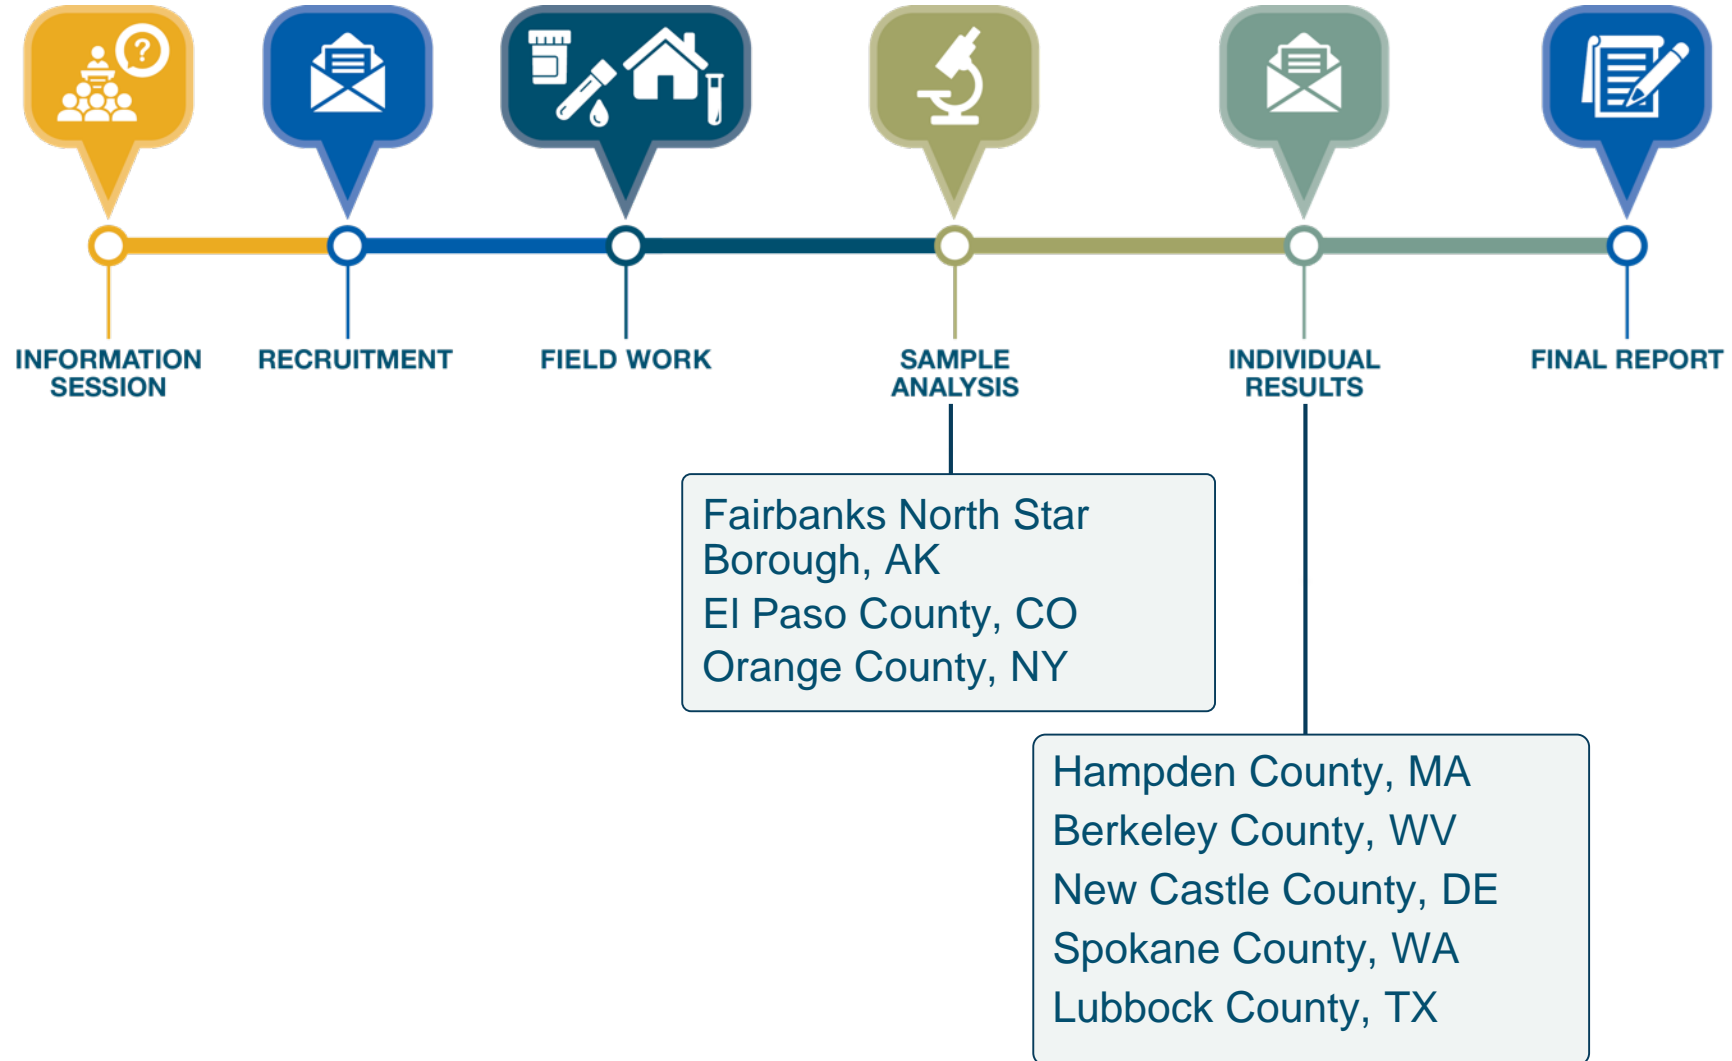 ?
INFORMATION
SESSION
RECRUITMENT
FIELD WORK
SAMPLE
ANALYSIS
INDIVIDUAL
RESULTS
FINAL REPORT
Fairbanks North Star
Borough, AK
El Paso County, CO
Orange County, NY
Hampden County, MA
Berkeley County, WV
New Castle County, DE
Spokane County, WA
Lubbock County, TX